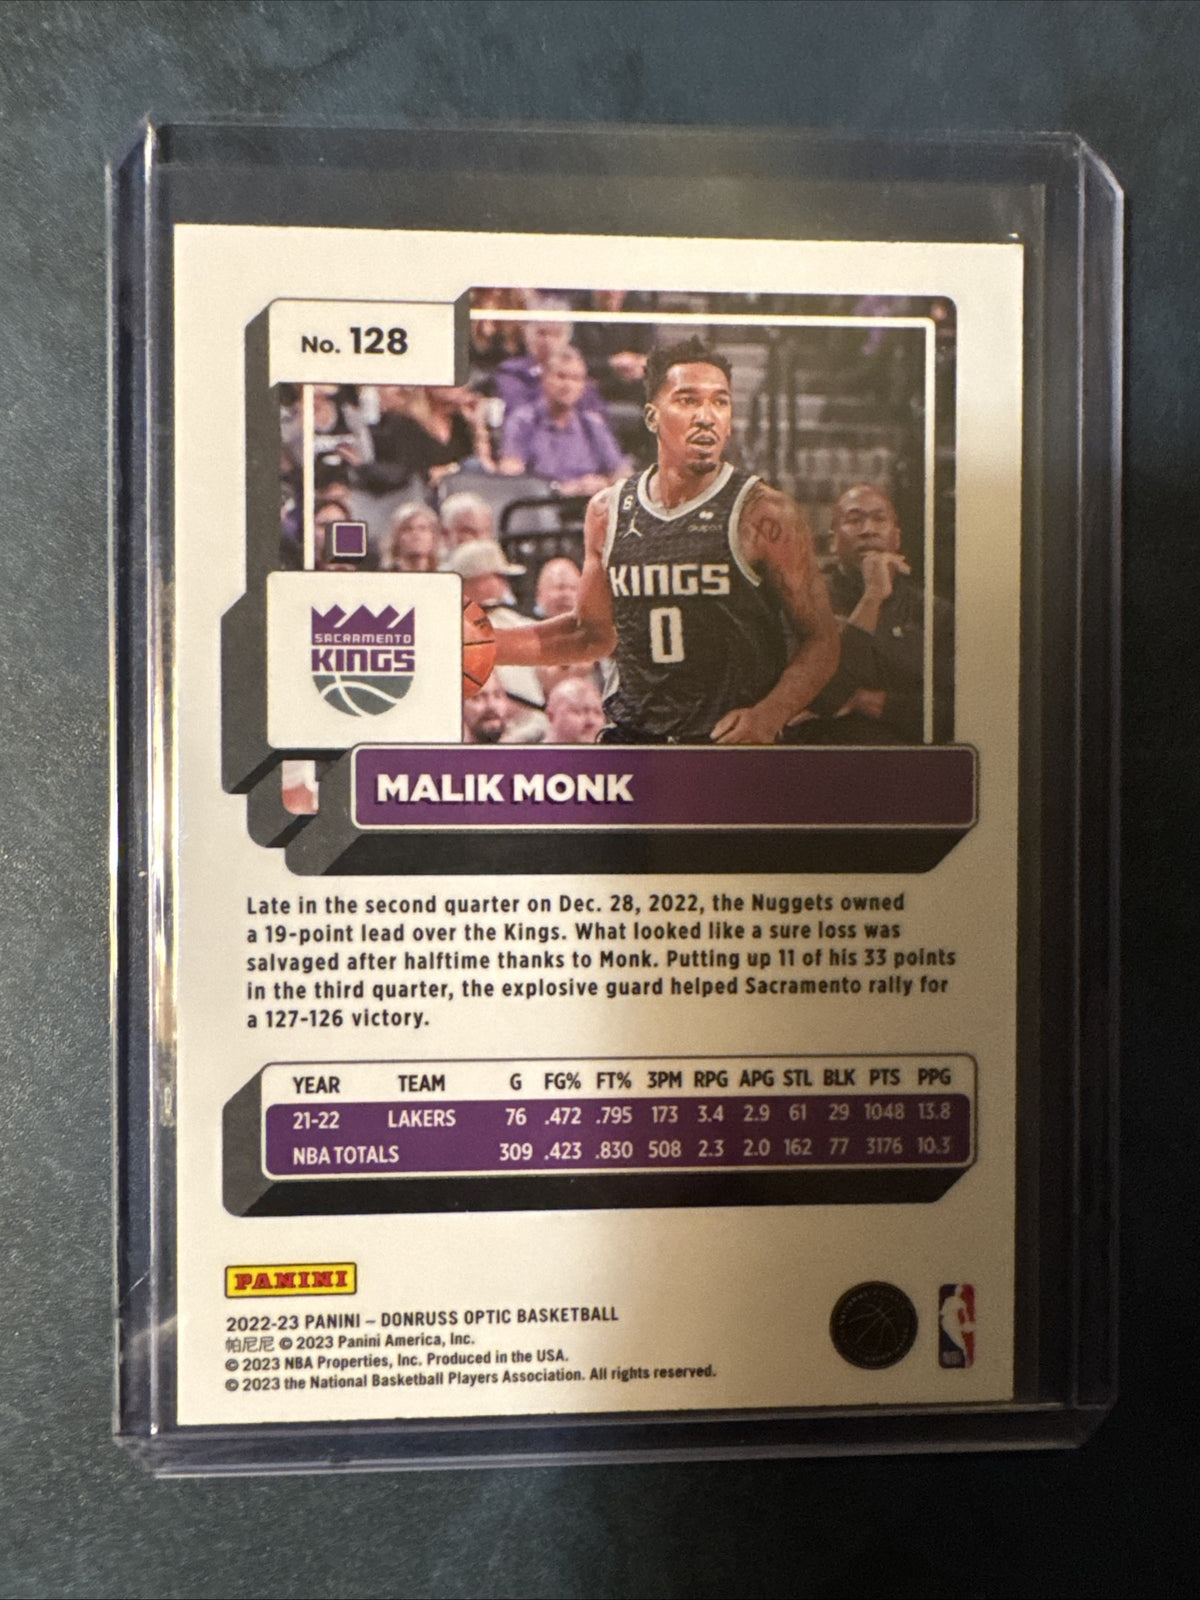 No. 128
6
KINGS
0
SACRAMENTO
KINGS
MALIK MONK
Late in the second quarter on Dec. 28, 2022, the Nuggets owned
a 19-point lead over the Kings. What looked like a sure loss was
salvaged after halftime thanks to Monk. Putting up 11 of his 33 points
in the third quarter, the explosive guard helped Sacramento rally for
a 127-126 victory.
YEAR TEAM G FG% FT% 3PM RPG APG STL BLK PTS PPG
21-22 LAKERS 76 .472 .795 173 3.4 2.9 61 29 1048 13.8
NBA TOTALS 309 .423 .830 508 2.3 2.0 162 77 3176 10.3
PANINI
2022-23 PANINI – DONRUSS OPTIC BASKETBALL
帕尼尼 © 2023 Panini America, Inc.
© 2023 NBA Properties, Inc. Produced in the USA.
© 2023 the National Basketball Players Association. All rights reserved.